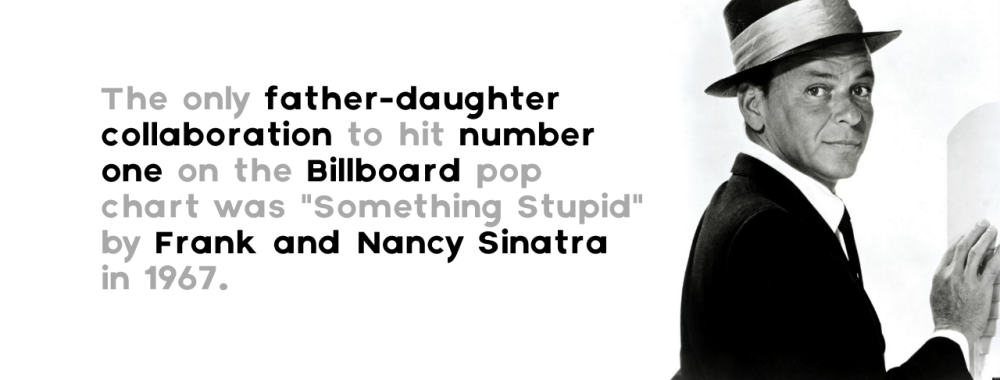 The only father-daughter
collaboration to hit number
one on the Billboard pop
chart was "Something Stupid"
by Frank and Nancy Sinatra
in 1967.